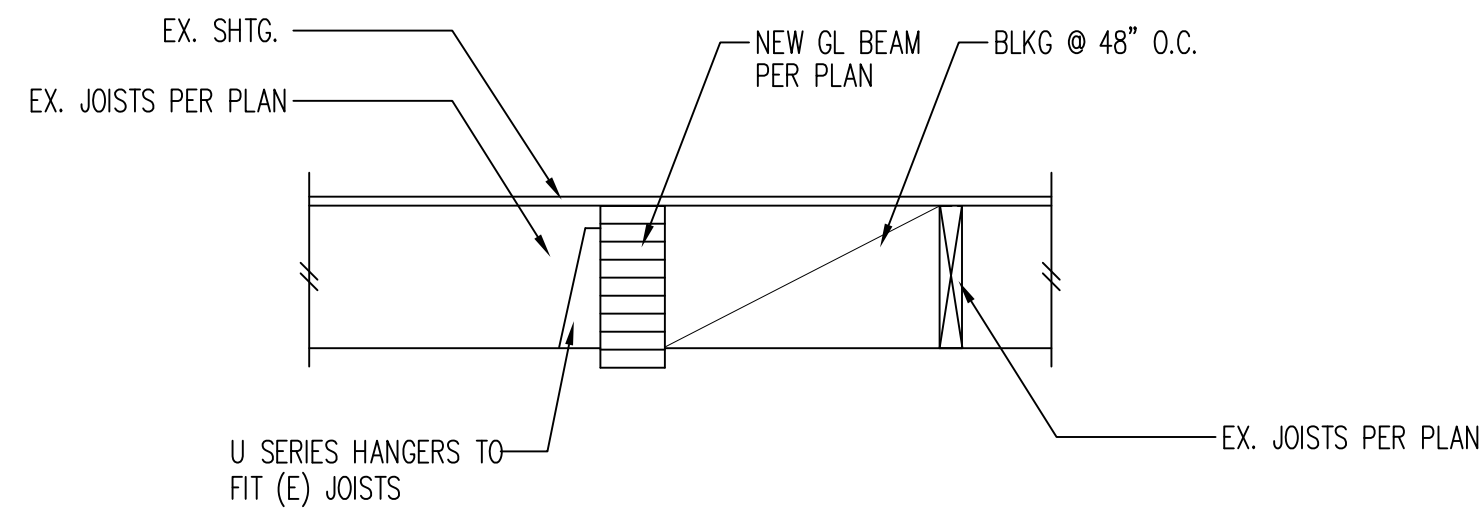 EX. SHTG.
EX. JOISTS PER PLAN
NEW GL BEAM
PER PLAN
BLKG @ 48" O.C.
U SERIES HANGERS TO
FIT (E) JOISTS
EX. JOISTS PER PLAN